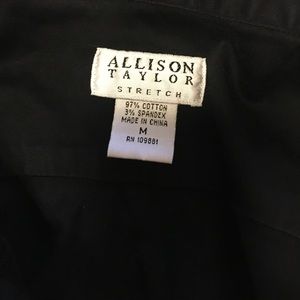 ALLISON
TAYLOR
STRETCH
97% COTTON
3% SPANDEX
MADE IN CHINA
M
RN 109881